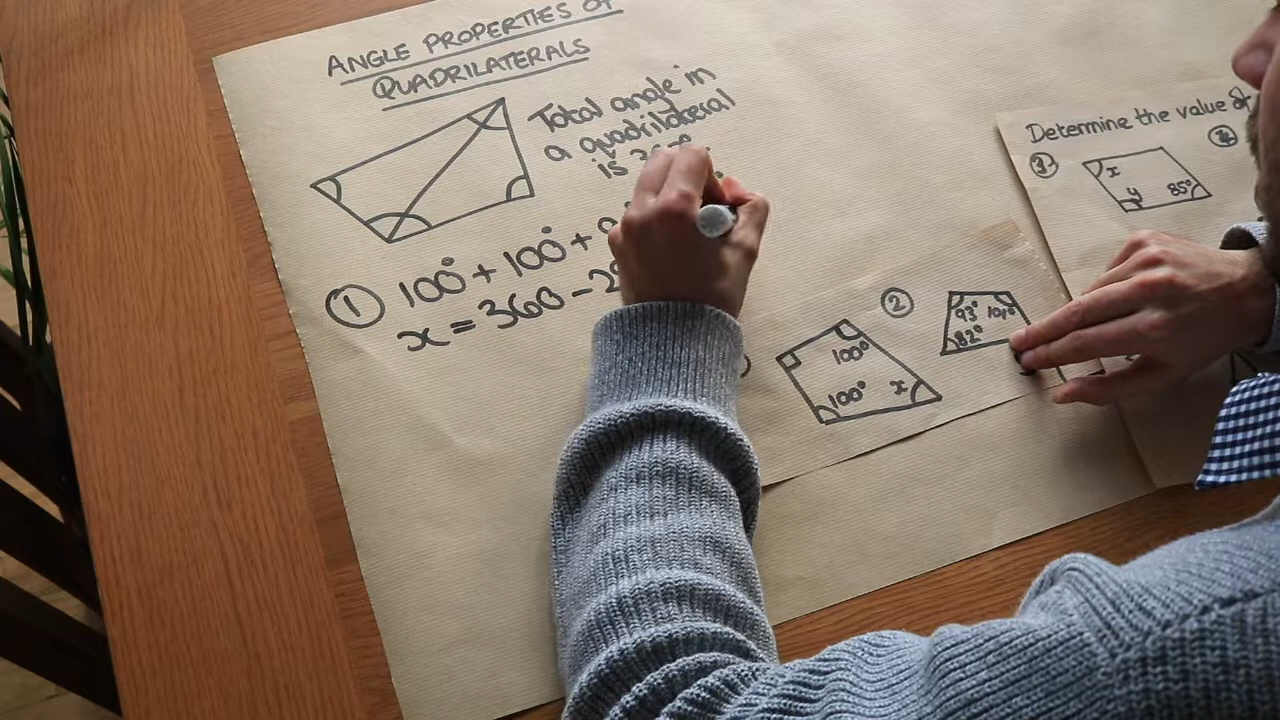 ANGLE PROPERTIES OF
QUADRILATERALS
Total angle in
a quadrilateral
is
① 100° + 100° +
x = 360 -
100°
100°
x
②
93°
82°
Determine the value of
③
x
y
85°